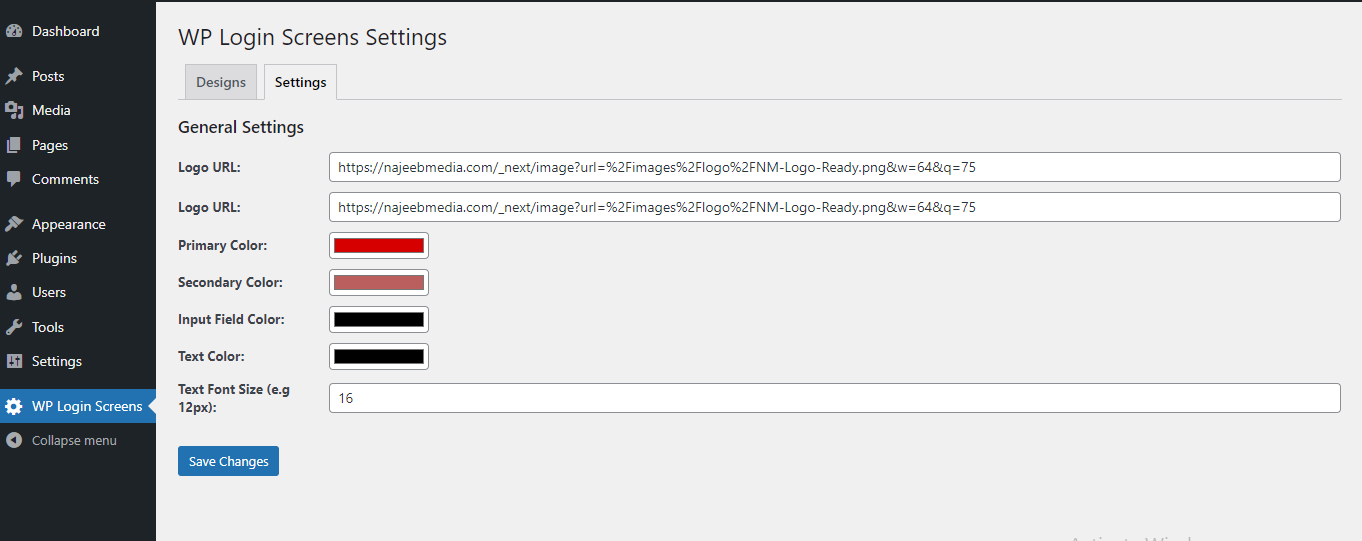 Dashboard
Posts
Media
Pages
Comments
Appearance
Plugins
Users
Tools
Settings
WP Login Screens
Collapse menu
WP Login Screens Settings
Designs
Settings
General Settings
Logo URL:
https://najeebmedia.com/_next/image?url=%2Fimages%2Flogo%2FNM-Logo-Ready.png&w=64&q=75
Logo URL:
https://najeebmedia.com/_next/image?url=%2Fimages%2Flogo%2FNM-Logo-Ready.png&w=64&q=75
Primary Color:
Secondary Color:
Input Field Color:
Text Color:
Text Font Size (e.g
12px):
16
Save Changes